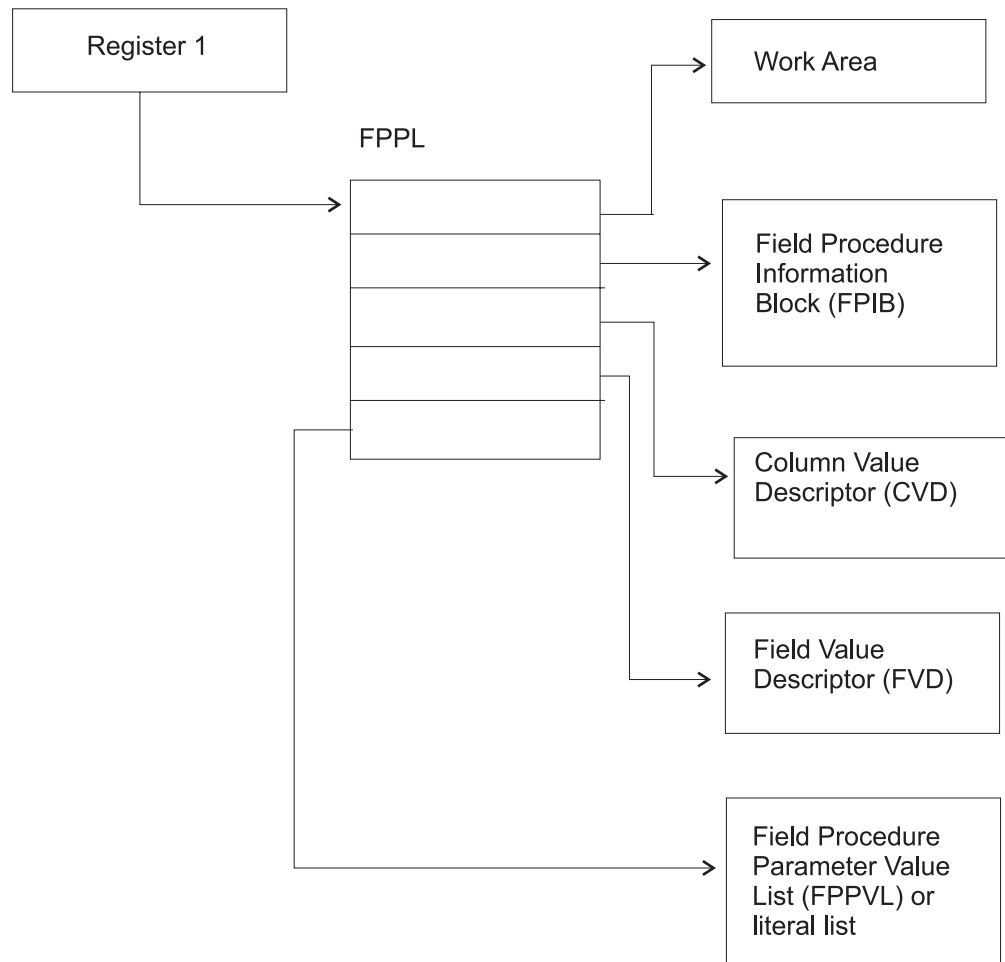 Register 1
Work Area
FPPL
Field Procedure
Information
Block (FPIB)
Column Value
Descriptor (CVD)
Field Value
Descriptor (FVD)
Field Procedure
Parameter Value
List (FPPVL) or
literal list